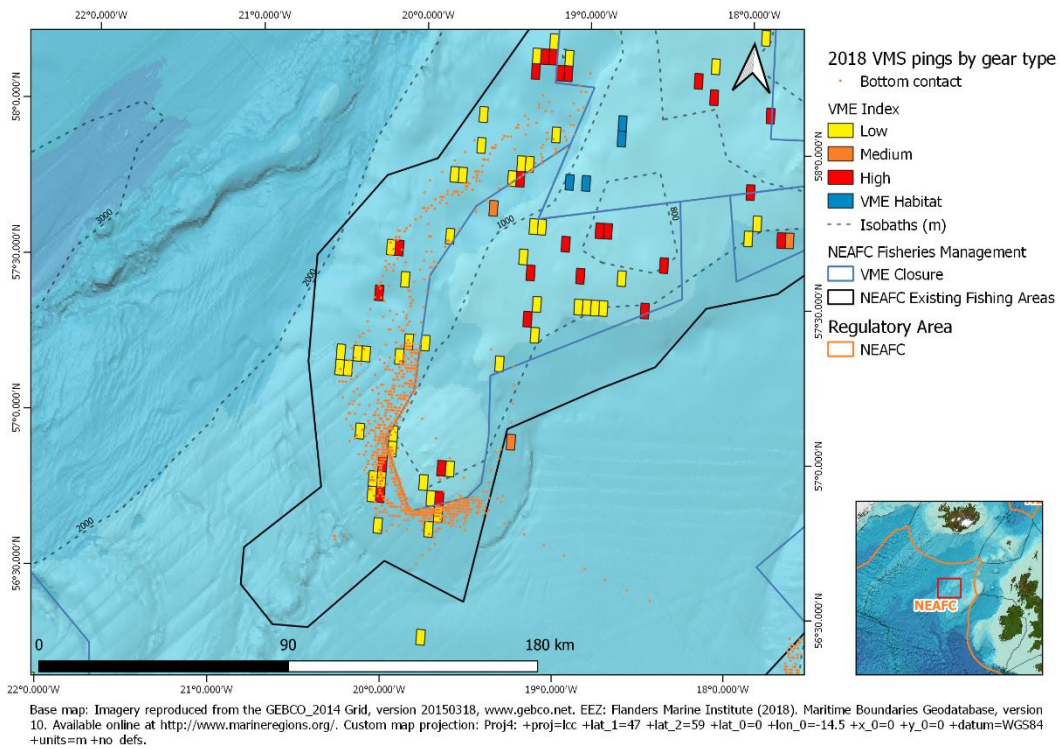 22°0.000'W 21°0.000'W 20°0.000'W 19°0.000'W 18°0.000'W
58°0.000'N
57°30.000'N
57°0.000'N
56°30.000'N
58°0.000'N
57°30.000'N
57°0.000'N
56°30.000'N
3000
2000
1000
800
2000
0 90 180 km
22°0.000'W 21°0.000'W 20°0.000'W 19°0.000'W 18°0.000'W
2018 VMS pings by gear type
Bottom contact
VME Index
Low
Medium
High
VME Habitat
Isobaths (m)
NEAFC Fisheries Management
VME Closure
NEAFC Existing Fishing Areas
Regulatory Area
NEAFC
NEAFC
Base map: Imagery reproduced from the GEBCO_2014 Grid, version 20150318, www.gebco.net. EEZ: Flanders Marine Institute (2018). Maritime Boundaries Geodatabase, version
10. Available online at http://www.marineregions.org/. Custom map projection: Proj4: +proj=lcc +lat_1=47 +lat_2=59 +lat_0=0 +lon_0=-14.5 +x_0=0 +y_0=0 +datum=WGS84
+units=m +no_defs.